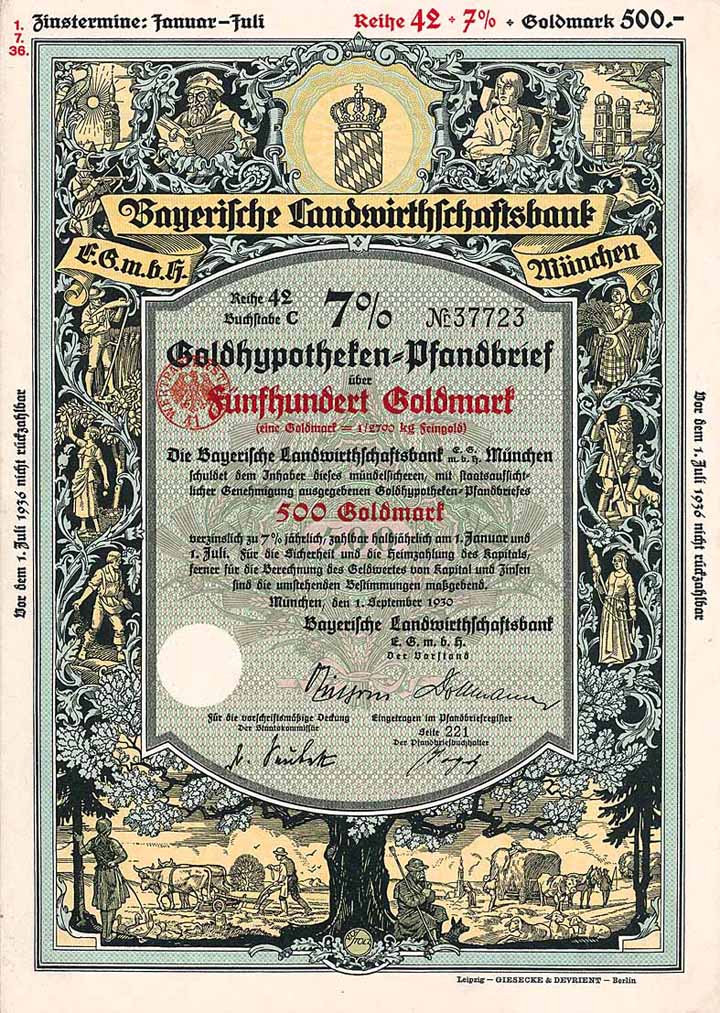 1.
7.
36.
Zinstermine: Januar–Juli
Reihe 42 ÷ 7% ÷ Goldmark 500.-
Bayerische Landwirthschaftsbank
E.G.m.b.H.
München
Reihe 42
Buchstabe C
7%
№ 37723
Goldhypotheken-Pfandbrief
über
Fünfhundert Goldmark
(eine Goldmark = 1/2790 kg Feingold)
Die Bayerische Landwirthschaftsbank E. G. m. b. H. München
schuldet dem Inhaber dieses mündelsicheren, mit staatsaufsicht-
licher Genehmigung ausgegebenen Goldhypotheken-Pfandbriefes
500 Goldmark
verzinslich zu 7% jährlich, zahlbar halbjährlich am 1. Januar und
1. Juli. Für die Sicherheit und die Heimzahlung des Kapitals,
ferner für die Berechnung des Geldwertes von Kapital und Zinsen
sind die umstehenden Bestimmungen maßgebend.
München, den 1. September 1930
Bayerische Landwirthschaftsbank
E. G. m. b. H.
Der Vorstand
Für die vorschriftsmäßige Deckung
Der Staatskommissär
Eingetragen im Pfandbriefregister
Seite 221
Der Pfandbriefbuchhalter
Vor dem 1. Juli 1936 nicht rückzahlbar
Vor dem 1. Juli 1936 nicht rückzahlbar
Leipzig – GIESECKE & DEVRIENT – Berlin